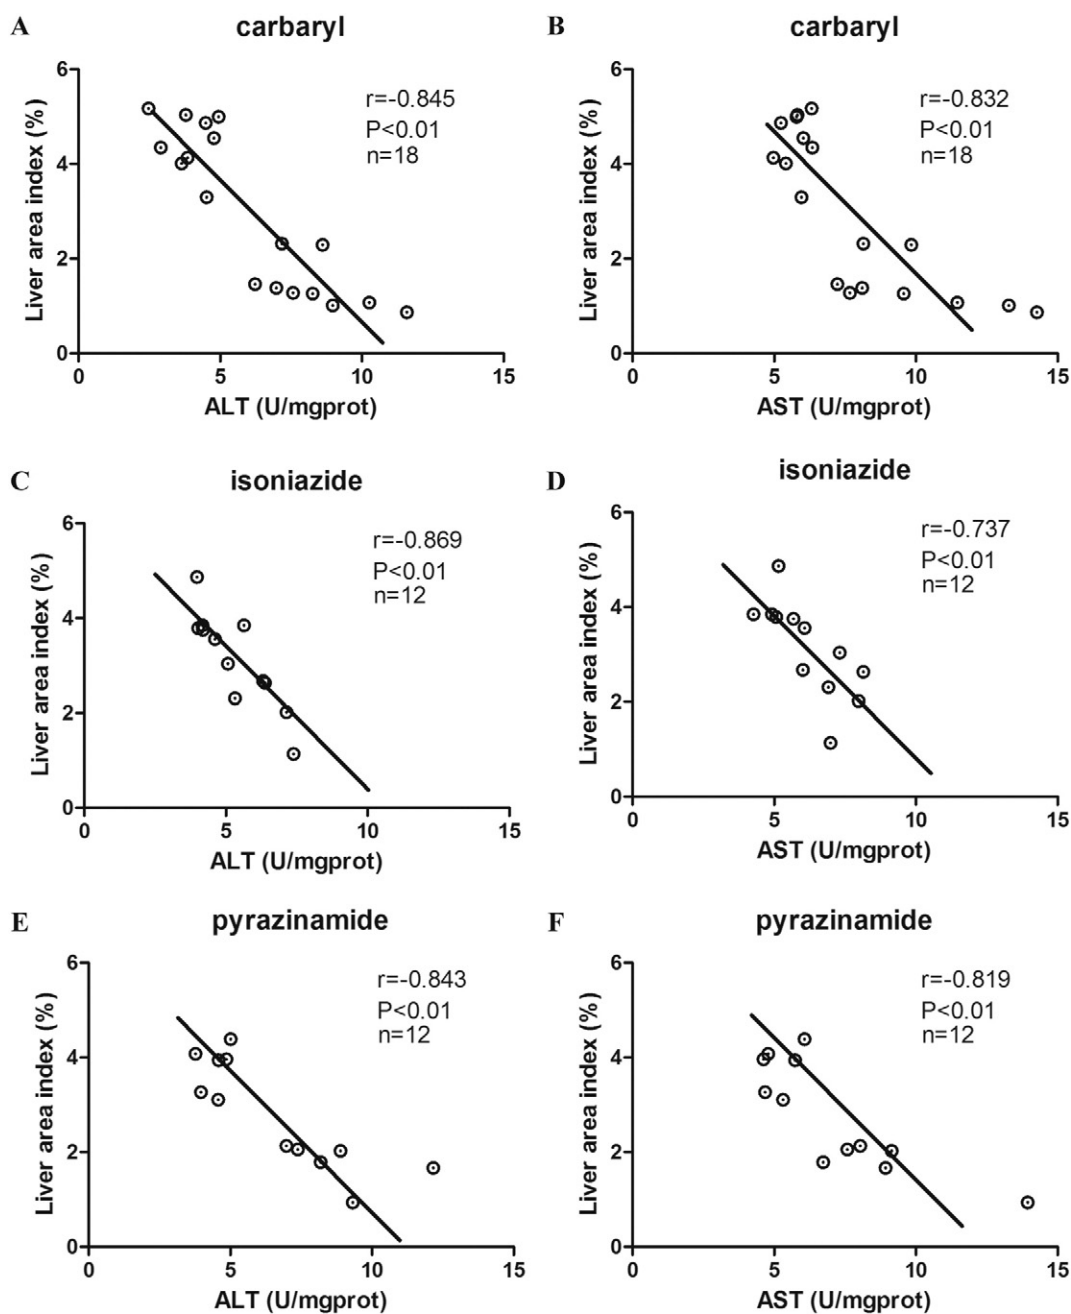 A
carbaryl
r=-0.845
P<0.01
n=18
Liver area index (%)
6
4
2
0
0 5 10 15
ALT (U/mgprot)
B
carbaryl
r=-0.832
P<0.01
n=18
Liver area index (%)
6
4
2
0
0 5 10 15
AST (U/mgprot)
C
isoniazide
r=-0.869
P<0.01
n=12
Liver area index (%)
6
4
2
0
0 5 10 15
ALT (U/mgprot)
D
isoniazide
r=-0.737
P<0.01
n=12
Liver area index (%)
6
4
2
0
0 5 10 15
AST (U/mgprot)
E
pyrazinamide
r=-0.843
P<0.01
n=12
Liver area index (%)
6
4
2
0
0 5 10 15
ALT (U/mgprot)
F
pyrazinamide
r=-0.819
P<0.01
n=12
Liver area index (%)
6
4
2
0
0 5 10 15
AST (U/mgprot)